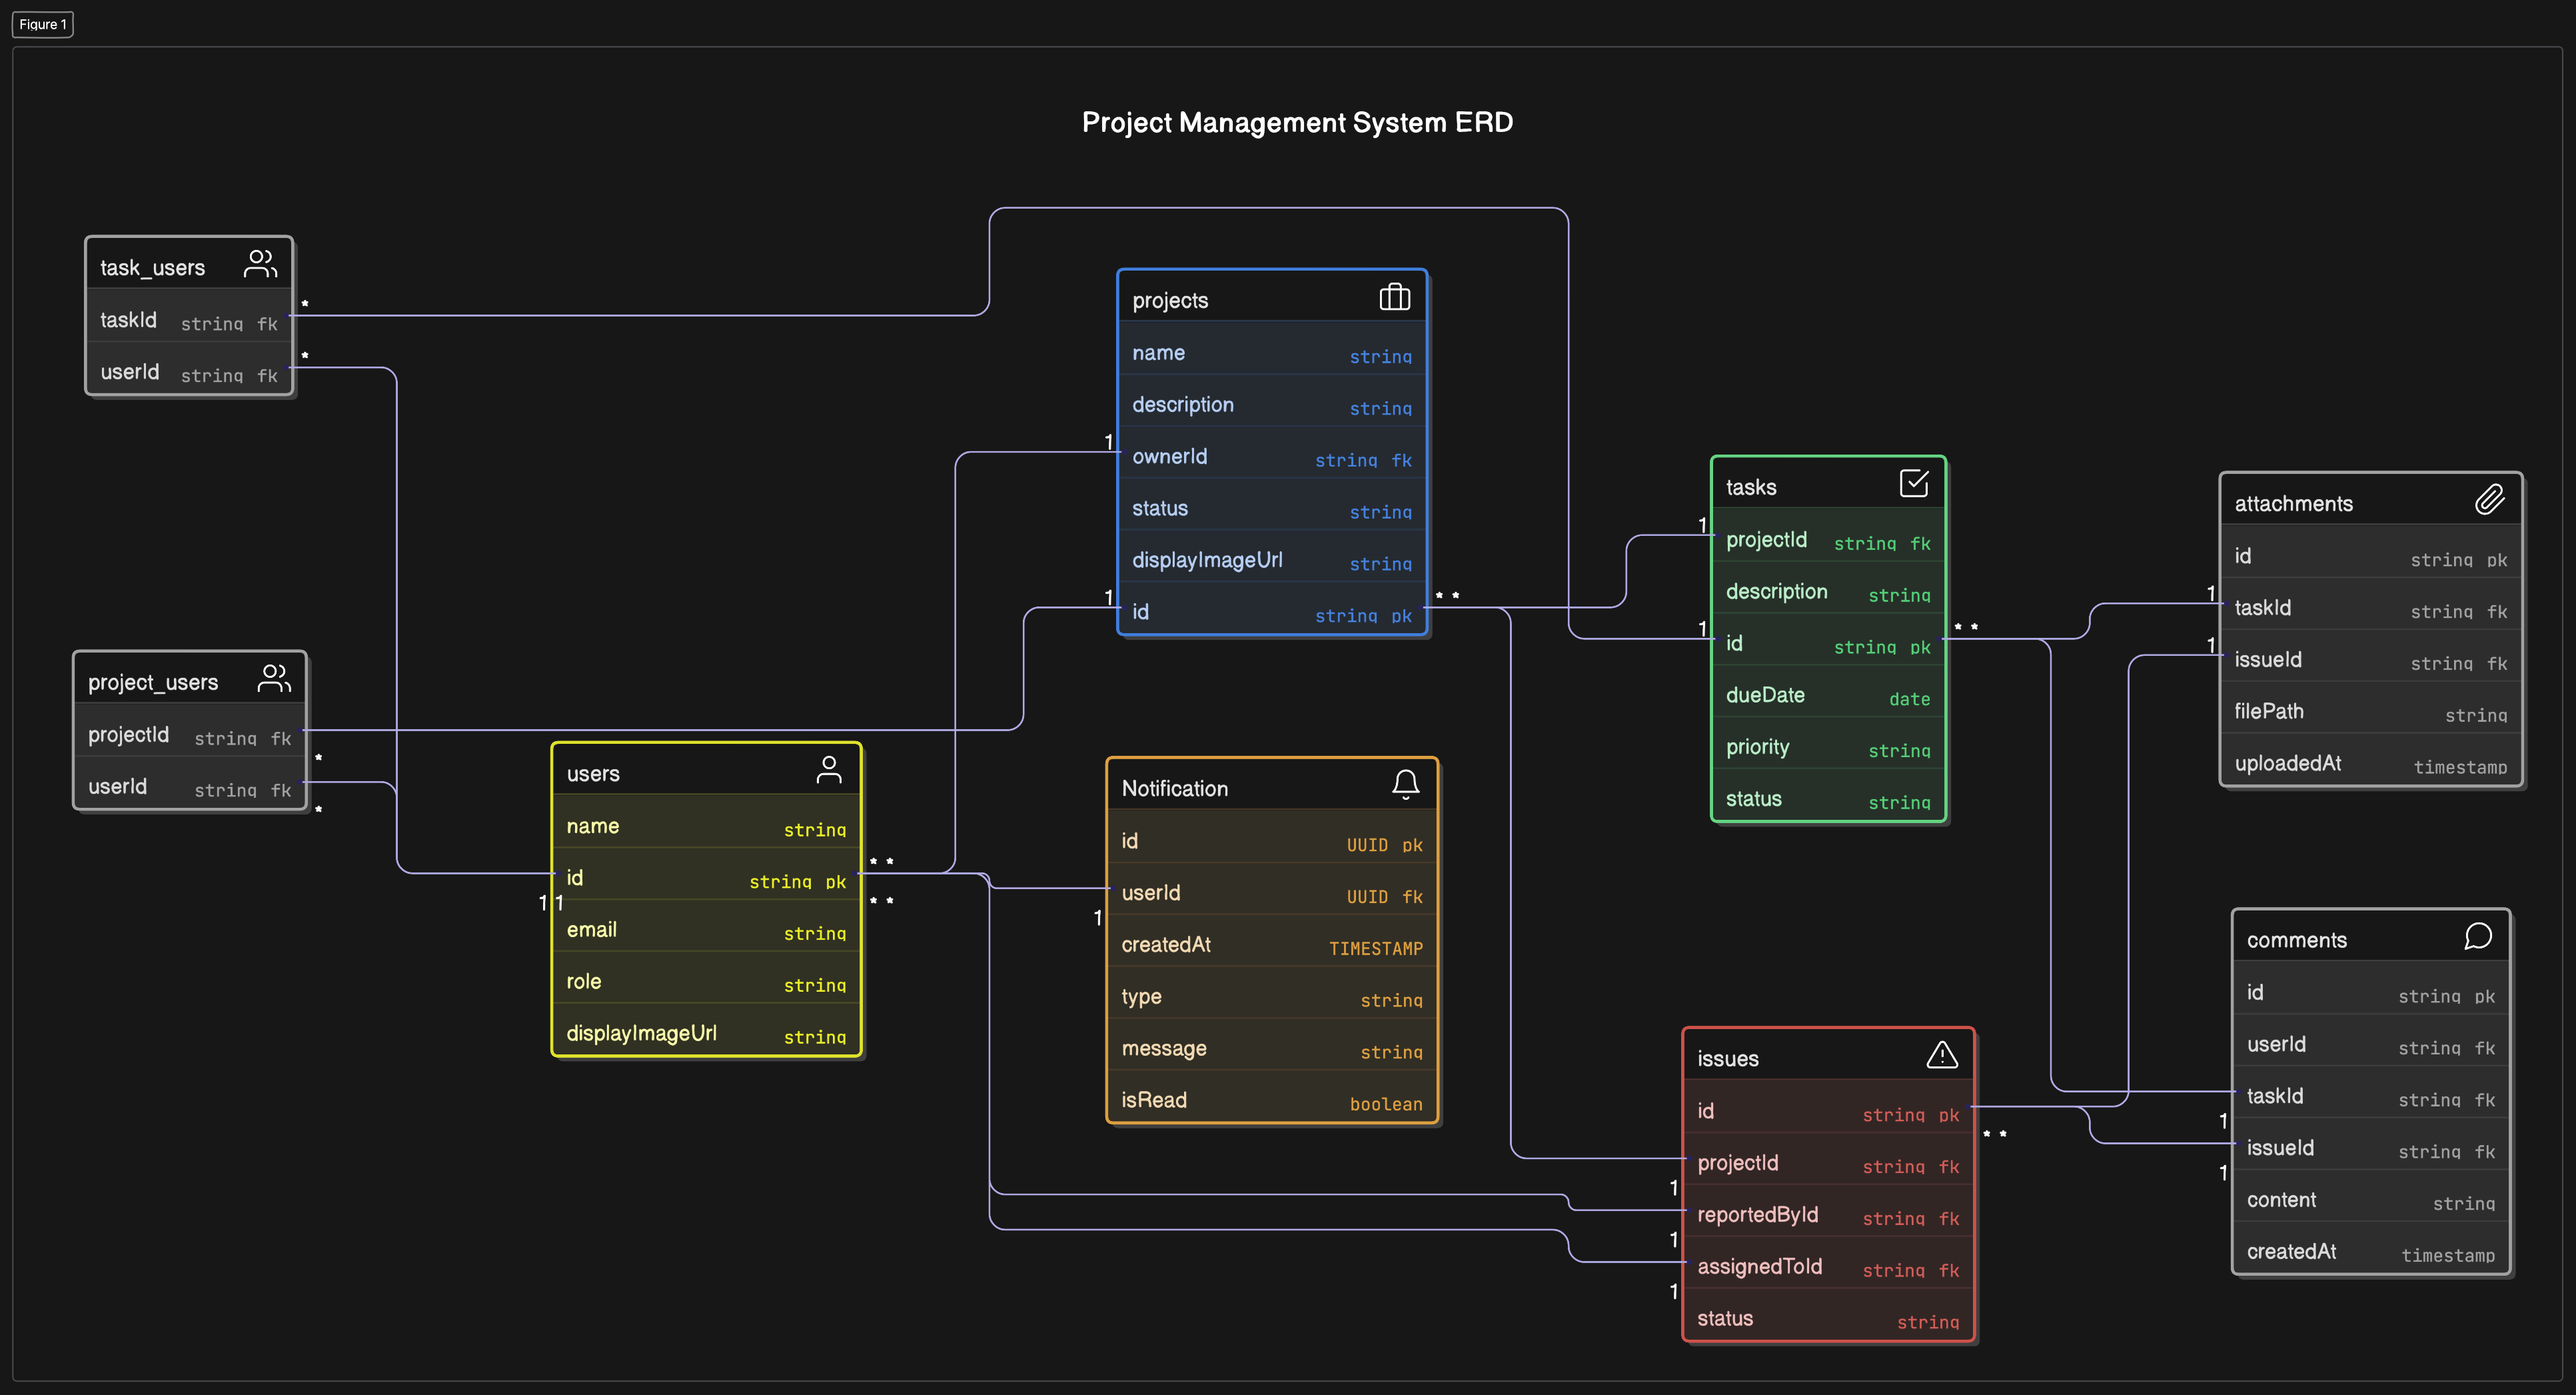 Figure 1
Project Management System ERD
task_users
taskId string fk
*
userId string fk
*
projects
name string
description string
1
ownerId string fk
status string
displayImageUrl string
1
id string pk
* *
tasks
1
projectId string fk
description string
1
id string pk
* *
dueDate date
priority string
status string
attachments
id string pk
1
taskId string fk
1
issueId string fk
filePath string
uploadedAt timestamp
project_users
projectId string fk
*
userId string fk
*
users
name string
id string pk
1 1
* *
* *
email string
role string
displayImageUrl string
Notification
id UUID pk
userId UUID fk
1
createdAt TIMESTAMP
type string
message string
isRead boolean
issues
id string pk
* *
projectId string fk
1
reportedById string fk
1
assignedToId string fk
1
status string
comments
id string pk
userId string fk
taskId string fk
1
issueId string fk
1
content string
createdAt timestamp